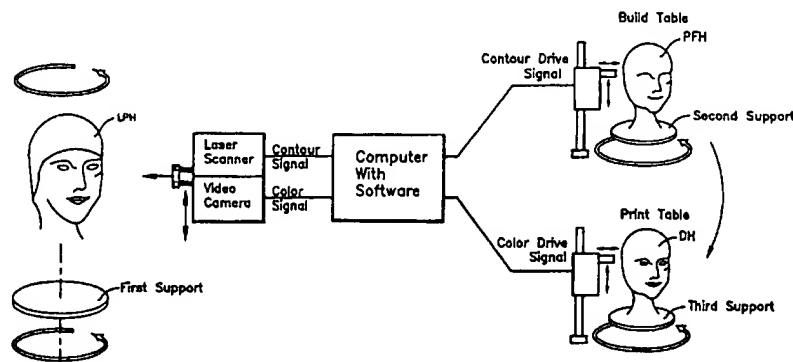 Build Table
PFH
Contour Drive
Signal
Second Support
LPH
Laser
Scanner
Contour
Signal
Video
Camera
Color
Signal
Computer
With
Software
Print Table
DH
Color Drive
Signal
First Support
Third Support